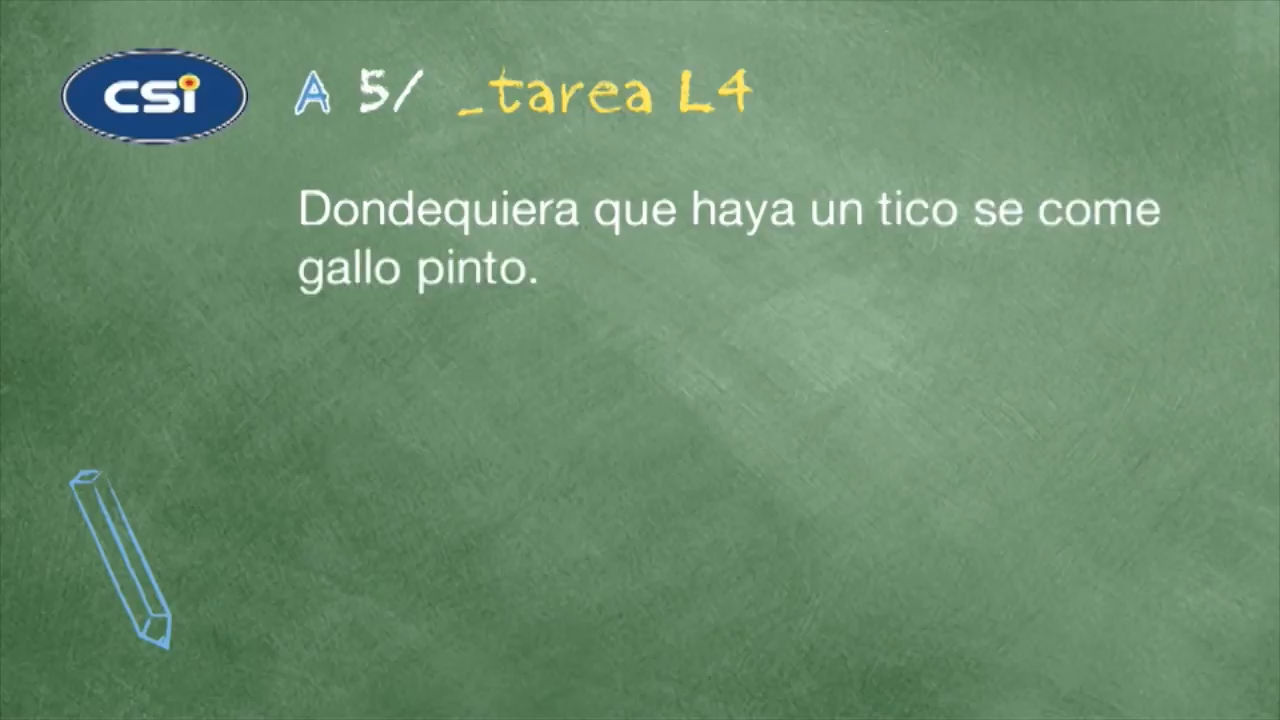 CSi
A 5/ _tarea L4
Dondequiera que haya un tico se come
gallo pinto.